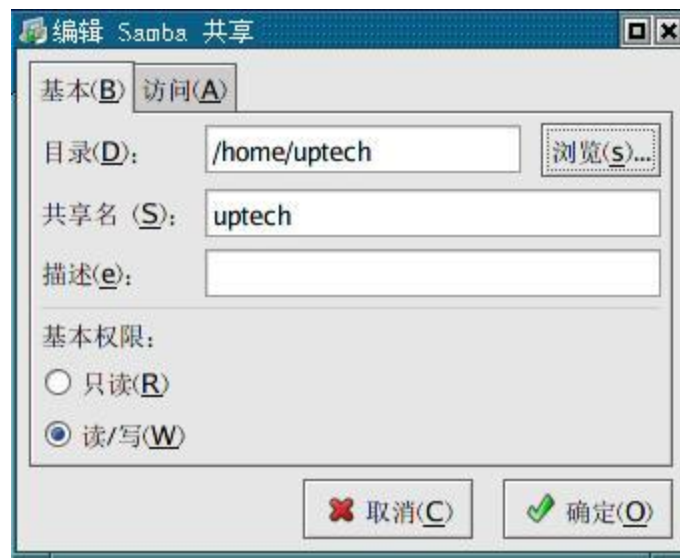 编辑 Samba 共享
基本(B) 访问(A)
目录(D): /home/uptech 浏览(s)...
共享名 (S): uptech
描述(e):
基本权限:
只读(R)
读/写(W)
取消(C) 确定(O)